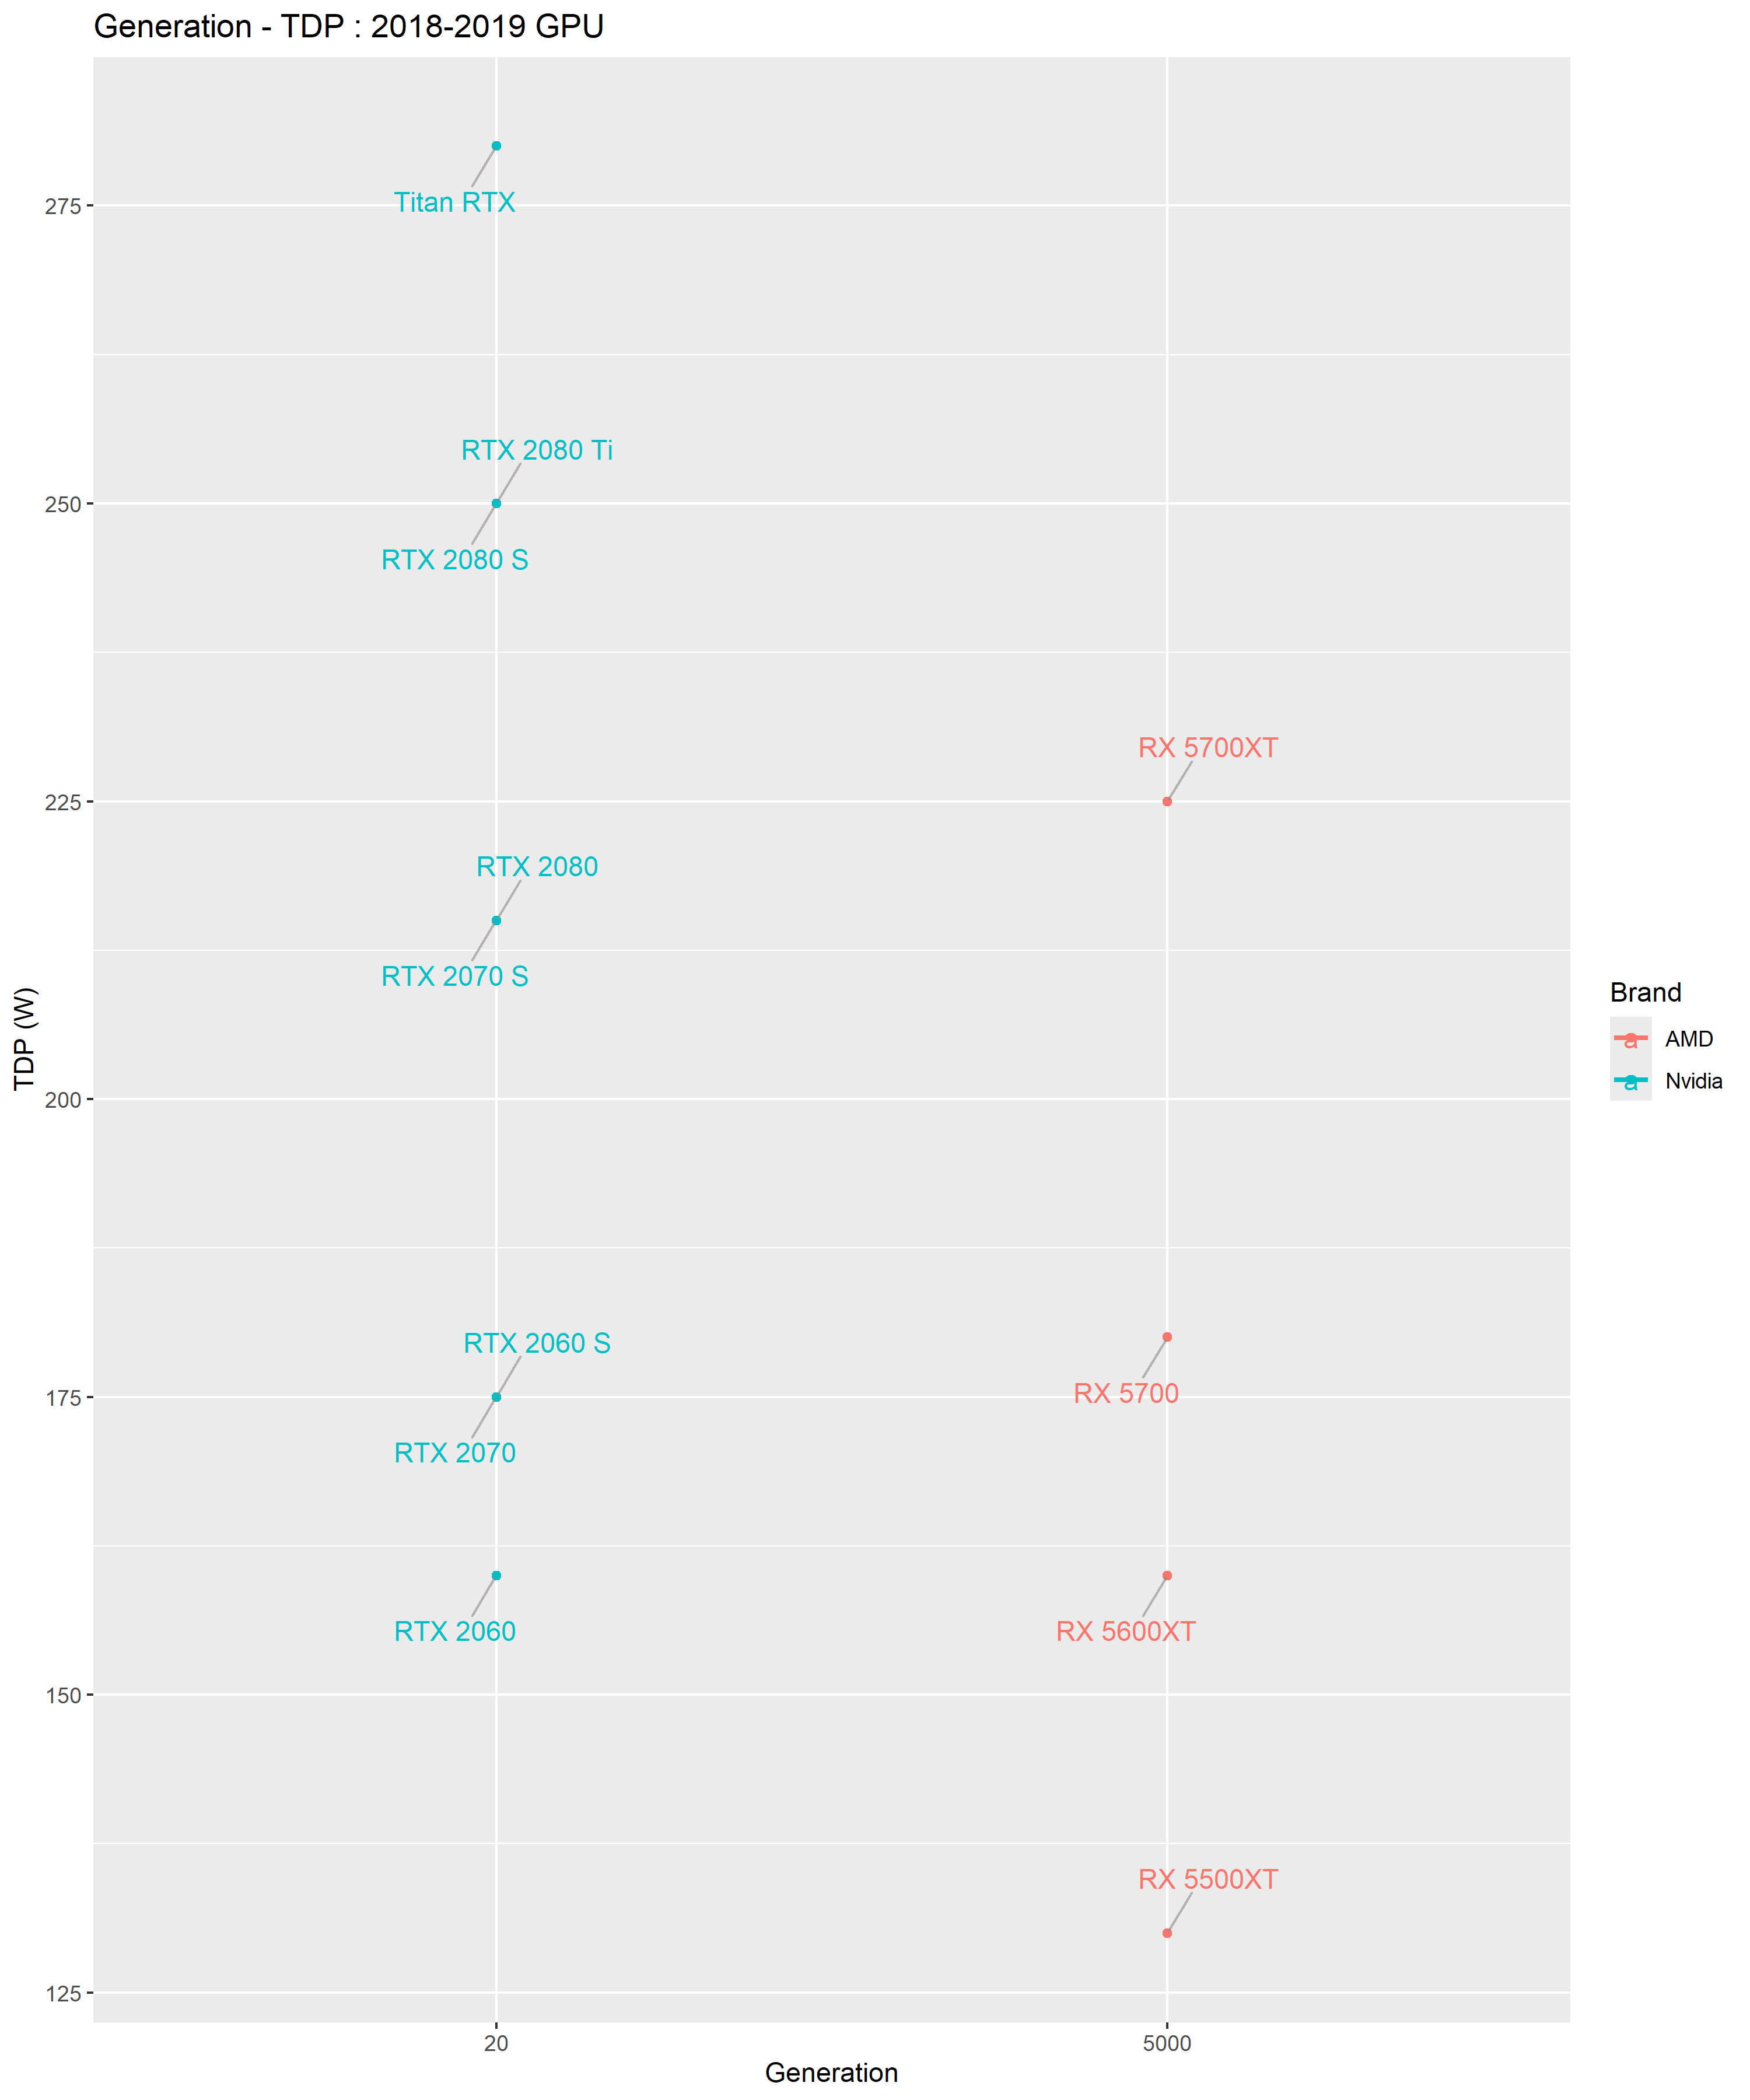 Generation - TDP : 2018-2019 GPU
Titan RTX
275
RTX 2080 Ti
250
RTX 2080 S
RX 5700XT
225
RTX 2080
RTX 2070 S
TDP (W)
Brand
a AMD
a Nvidia
200
RTX 2060 S
RX 5700
175
RTX 2070
RTX 2060
RX 5600XT
150
RX 5500XT
125
20
5000
Generation